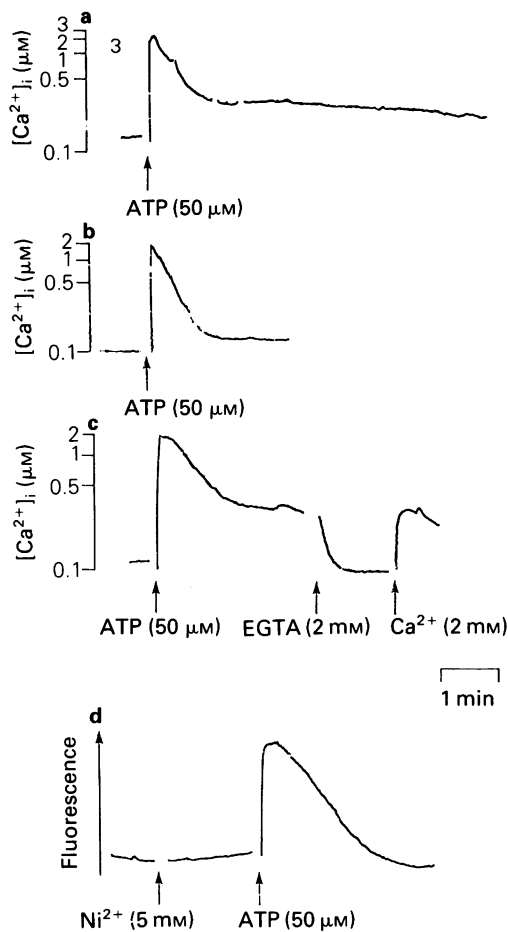 a
3
2
1
0.5
0.1
[Ca²⁺]ᵢ (μM)
3
ATP (50 μM)
b
2
1
0.5
0.1
[Ca²⁺]ᵢ (μM)
ATP (50 μM)
c
2
1
0.5
0.1
[Ca²⁺]ᵢ (μM)
ATP (50 μM) EGTA (2 mM) Ca²⁺ (2 mM)
1 min
d
Fluorescence
Ni²⁺ (5 mM) ATP (50 μM)